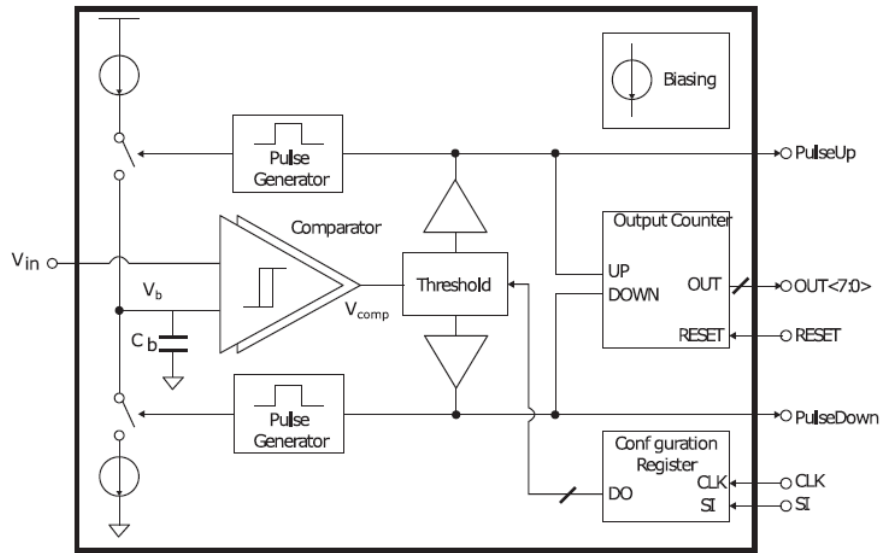 Biasing
Pulse
Generator
PulseUp
Comparator
Output Counter
Vin
UP
DOWN
OUT
OUT<7:0>
Threshold
Vb
Vcomp
Cb
RESET
RESET
Pulse
Generator
PulseDown
Conf guration
Register
DO
CLK
CLK
SI
SI